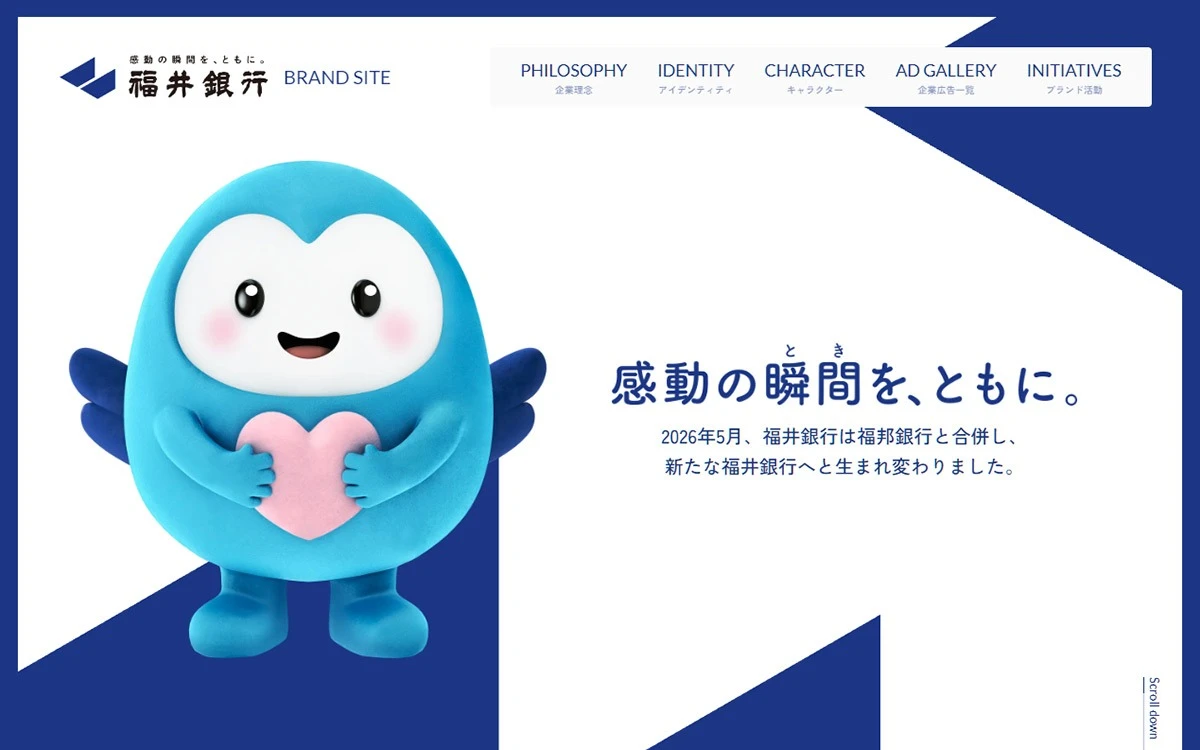 感動の瞬間を、ともに。
福井銀行
BRAND SITE
PHILOSOPHY
企業理念
IDENTITY
アイデンティティ
CHARACTER
キャラクター
AD GALLERY
企業広告一覧
INITIATIVES
ブランド活動
とき
感動の瞬間を、ともに。
2026年5月、福井銀行は福邦銀行と合併し、
新たな福井銀行へと生まれ変わりました。
Scroll down